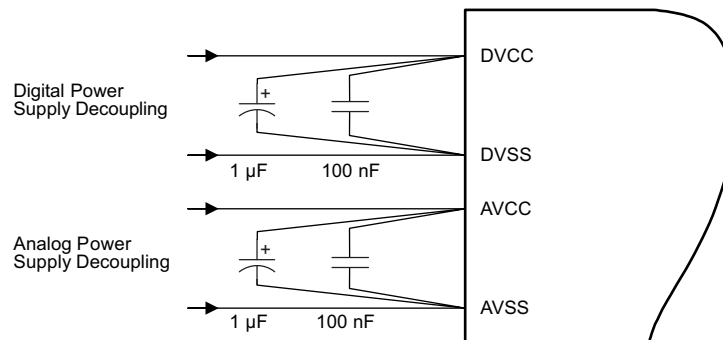 DVCC
Digital Power
Supply Decoupling
+
DVSS
1 µF
100 nF
AVCC
Analog Power
Supply Decoupling
+
AVSS
1 µF
100 nF